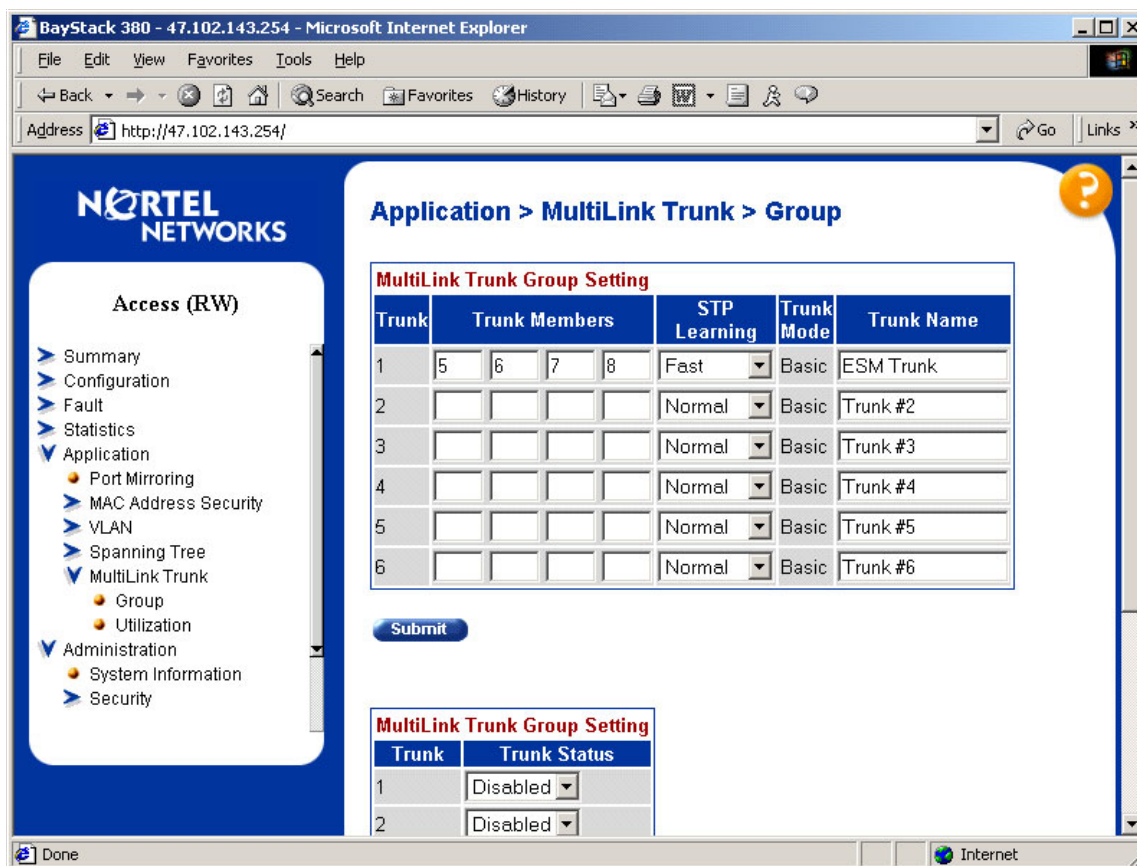 BayStack 380 - 47.102.143.254 - Microsoft Internet Explorer
File Edit View Favorites Tools Help
Back Search Favorites History
Address http://47.102.143.254/ Go Links »
NORTEL
NETWORKS
Access (RW)
Summary
Configuration
Fault
Statistics
Application
Port Mirroring
MAC Address Security
VLAN
Spanning Tree
MultiLink Trunk
Group
Utilization
Administration
System Information
Security
?
Application > MultiLink Trunk > Group
MultiLink Trunk Group Setting
Trunk Trunk Members STP Learning Trunk Mode Trunk Name
1 5 6 7 8 Fast Basic ESM Trunk
2 Normal Basic Trunk #2
3 Normal Basic Trunk #3
4 Normal Basic Trunk #4
5 Normal Basic Trunk #5
6 Normal Basic Trunk #6
Submit
MultiLink Trunk Group Setting
Trunk Trunk Status
1 Disabled
2 Disabled
Done Internet